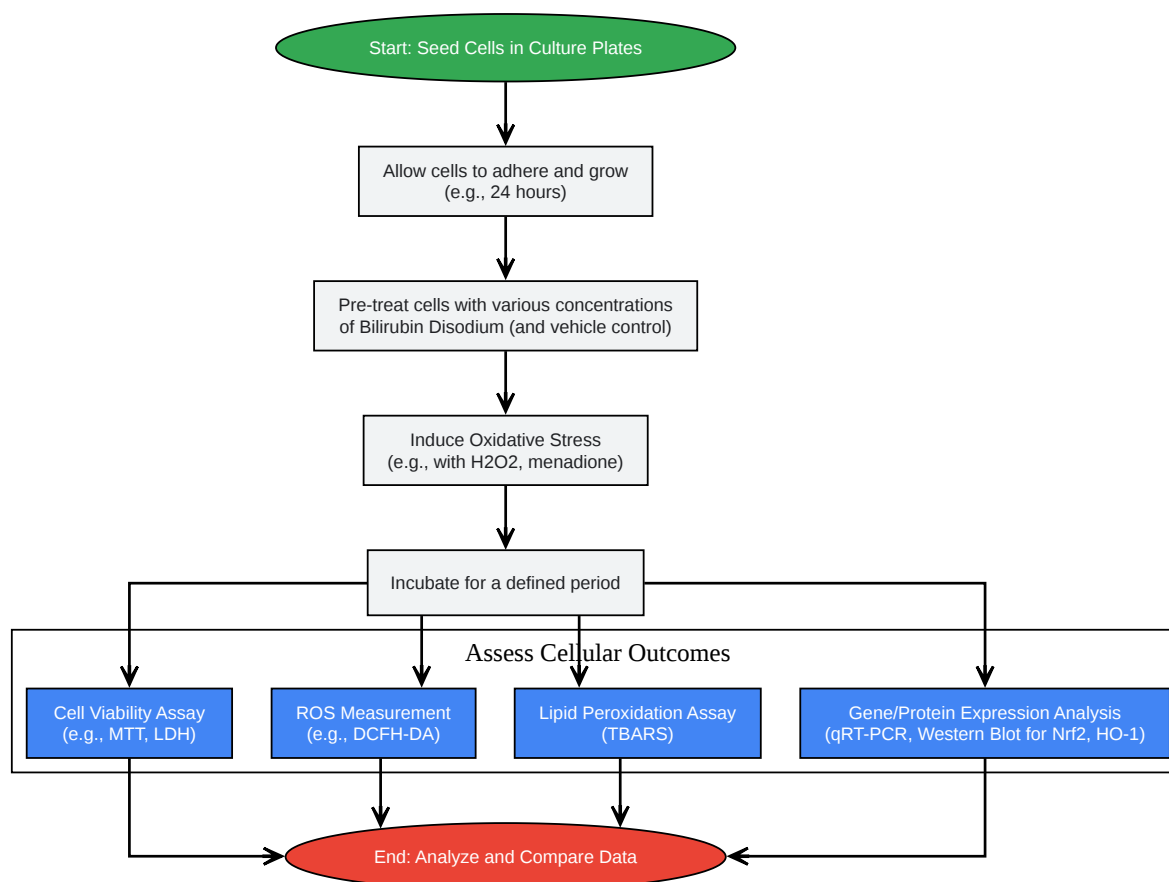 Start: Seed Cells in Culture Plates
Allow cells to adhere and grow
(e.g., 24 hours)
Pre-treat cells with various concentrations
of Bilirubin Disodium (and vehicle control)
Induce Oxidative Stress
(e.g., with H2O2, menadione)
Incubate for a defined period
Assess Cellular Outcomes
Cell Viability Assay
(e.g., MTT, LDH)
ROS Measurement
(e.g., DCFH-DA)
Lipid Peroxidation Assay
(TBARS)
Gene/Protein Expression Analysis
(qRT-PCR, Western Blot for Nrf2, HO-1)
End: Analyze and Compare Data